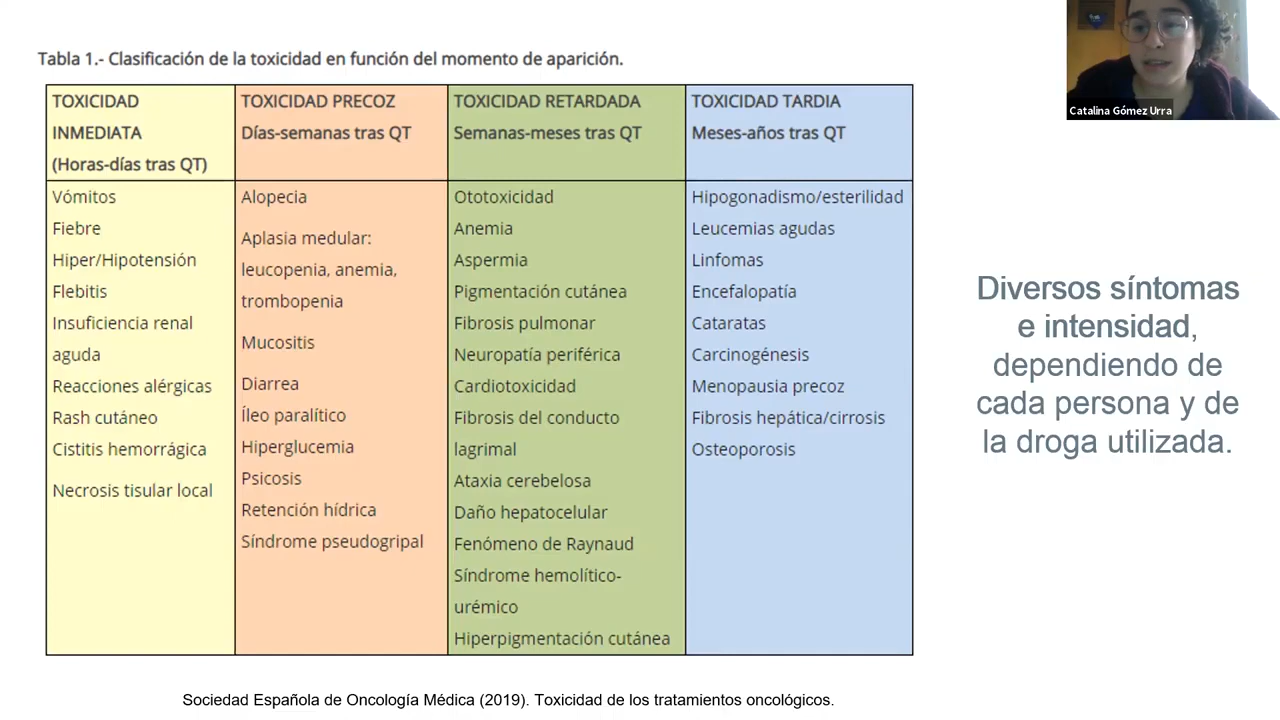 Tabla 1.- Clasificación de la toxicidad en función del momento de aparición.
TOXICIDAD
INMEDIATA
(Horas-días tras QT)
Vómitos
Fiebre
Hiper/Hipotensión
Flebitis
Insuficiencia renal
aguda
Reacciones alérgicas
Rash cutáneo
Cistitis hemorrágica
Necrosis tisular local
TOXICIDAD PRECOZ
Días-semanas tras QT
Alopecia
Aplasia medular:
leucopenia, anemia,
trombopenia
Mucositis
Diarrea
Íleo paralítico
Hiperglucemia
Psicosis
Retención hídrica
Síndrome pseudogripal
TOXICIDAD RETARDADA
Semanas-meses tras QT
Ototoxicidad
Anemia
Aspermia
Pigmentación cutánea
Fibrosis pulmonar
Neuropatía periférica
Cardiotoxicidad
Fibrosis del conducto
lagrimal
Ataxia cerebelosa
Daño hepatocelular
Fenómeno de Raynaud
Síndrome hemolítico-
urémico
Hiperpigmentación cutánea
TOXICIDAD TARDIA
Meses-años tras QT
Hipogonadismo/esterilidad
Leucemias agudas
Linfomas
Encefalopatía
Cataratas
Carcinogénesis
Menopausia precoz
Fibrosis hepática/cirrosis
Osteoporosis
Catalina Gómez Urra
Diversos síntomas
e intensidad,
dependiendo de
cada persona y de
la droga utilizada.
Sociedad Española de Oncología Médica (2019). Toxicidad de los tratamientos oncológicos.